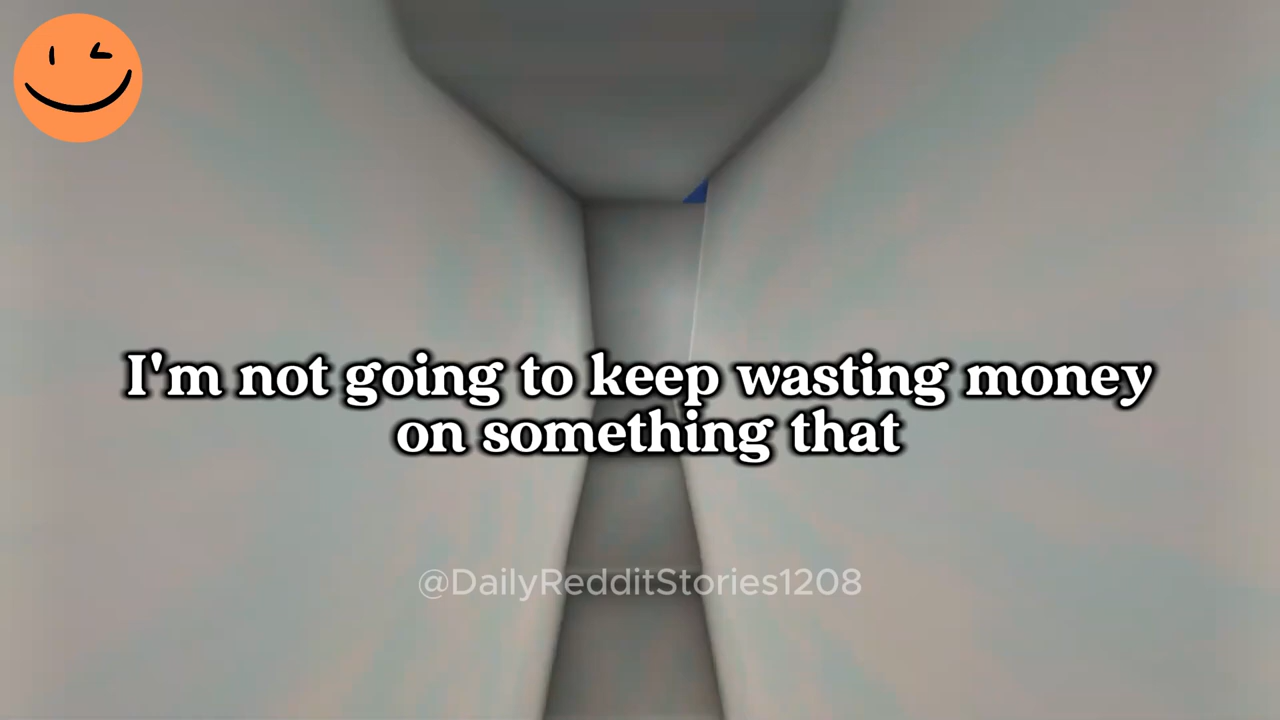 I'm not going to keep wasting money
on something that
@DailyRedditStories1208